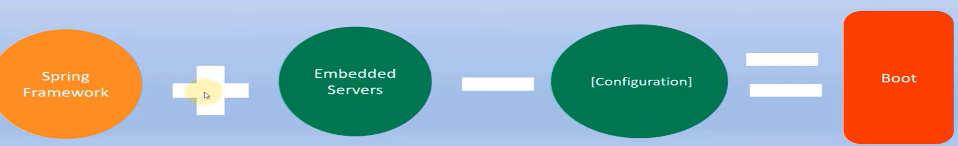 Spring
Framework
Embedded
Servers
[Configuration]
Boot